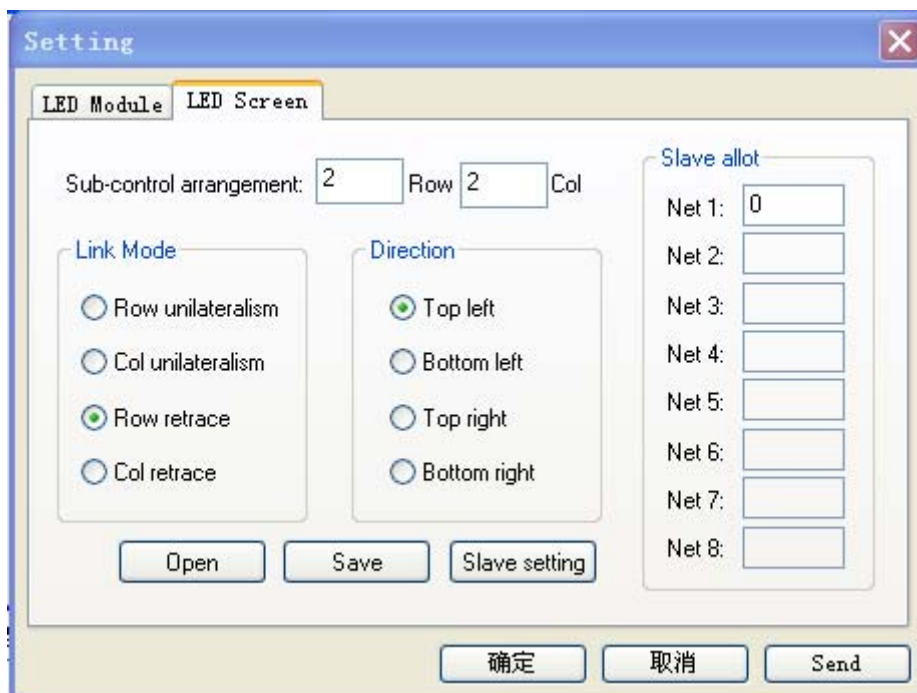 Setting
LED Module
LED Screen
Sub-control arrangement: 2 Row 2 Col
Link Mode
Row unilateralism
Col unilateralism
Row retrace
Col retrace
Direction
Top left
Bottom left
Top right
Bottom right
Slave allot
Net 1: 0
Net 2:
Net 3:
Net 4:
Net 5:
Net 6:
Net 7:
Net 8:
Open
Save
Slave setting
确定
取消
Send